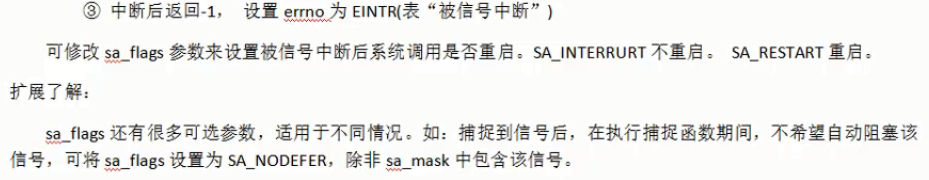 ③ 中断后返回-1， 设置 errno 为 EINTR(表“被信号中断”)
可修改 sa_flags 参数来设置被信号中断后系统调用是否重启。SA_INTERRURT 不重启。 SA_RESTART 重启。
扩展了解：
sa_flags 还有很多可选参数，适用于不同情况。如：捕捉到信号后，在执行捕捉函数期间，不希望自动阻塞该
信号，可将 sa_flags 设置为 SA_NODEFER，除非 sa_mask 中包含该信号。